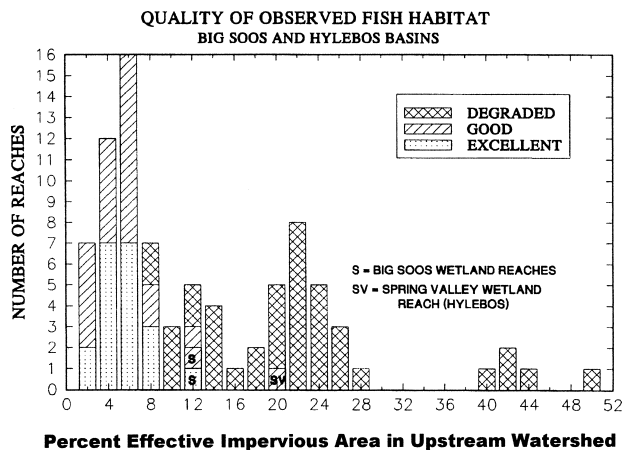 QUALITY OF OBSERVED FISH HABITAT
BIG SOOS AND HYLEBOS BASINS
NUMBER OF REACHES
16
15
14
13
12
11
10
9
8
7
6
5
4
3
2
1
0
DEGRADED
GOOD
EXCELLENT
S = BIG SOOS WETLAND REACHES
SV = SPRING VALLEY WETLAND
REACH (HYLEBOS)
S
S
SV
0 4 8 12 16 20 24 28 32 36 40 44 48 52
Percent Effective Impervious Area in Upstream Watershed